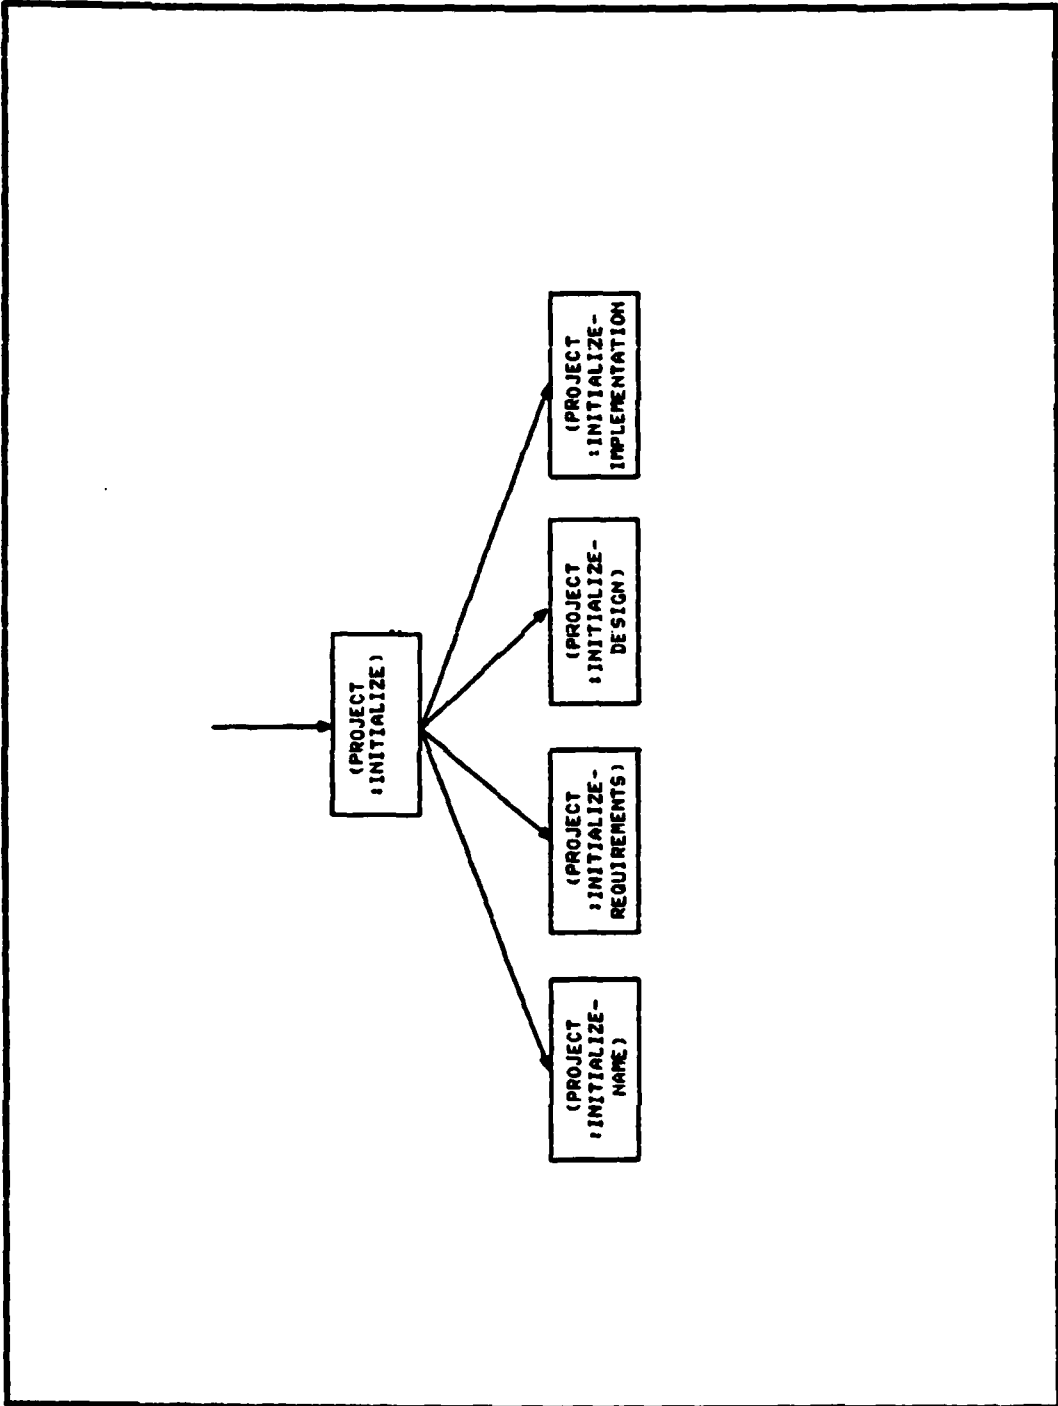 (PROJECT
:INITIALIZE)
(PROJECT
:INITIALIZE-
NAME)
(PROJECT
:INITIALIZE-
REQUIREMENTS)
(PROJECT
:INITIALIZE-
DESIGN)
(PROJECT
:INITIALIZE-
IMPLEMENTATION